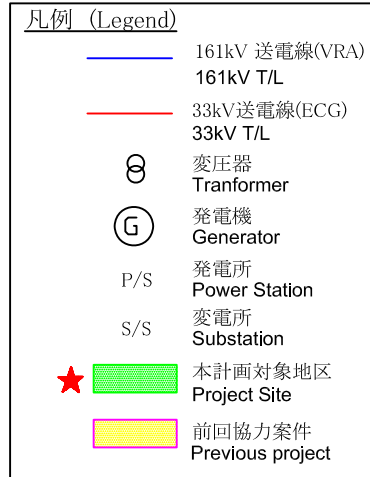 凡例 (Legend)
161kV 送電線(VRA)
161kV T/L
33kV送電線(ECG)
33kV T/L
変圧器
Tranformer
G
発電機
Generator
P/S
発電所
Power Station
S/S
変電所
Substation
本計画対象地区
Project Site
前回協力案件
Previous project